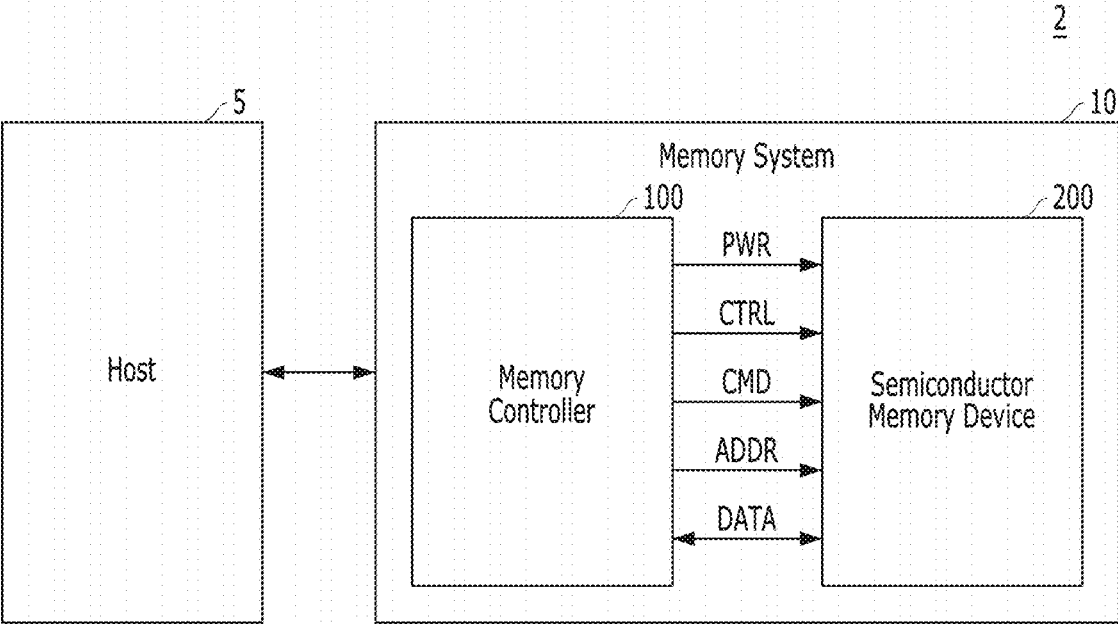 2
5
10
Memory System
100
200
PWR
CTRL
Host
Memory
Controller
CMD
Semiconductor
Memory Device
ADDR
DATA